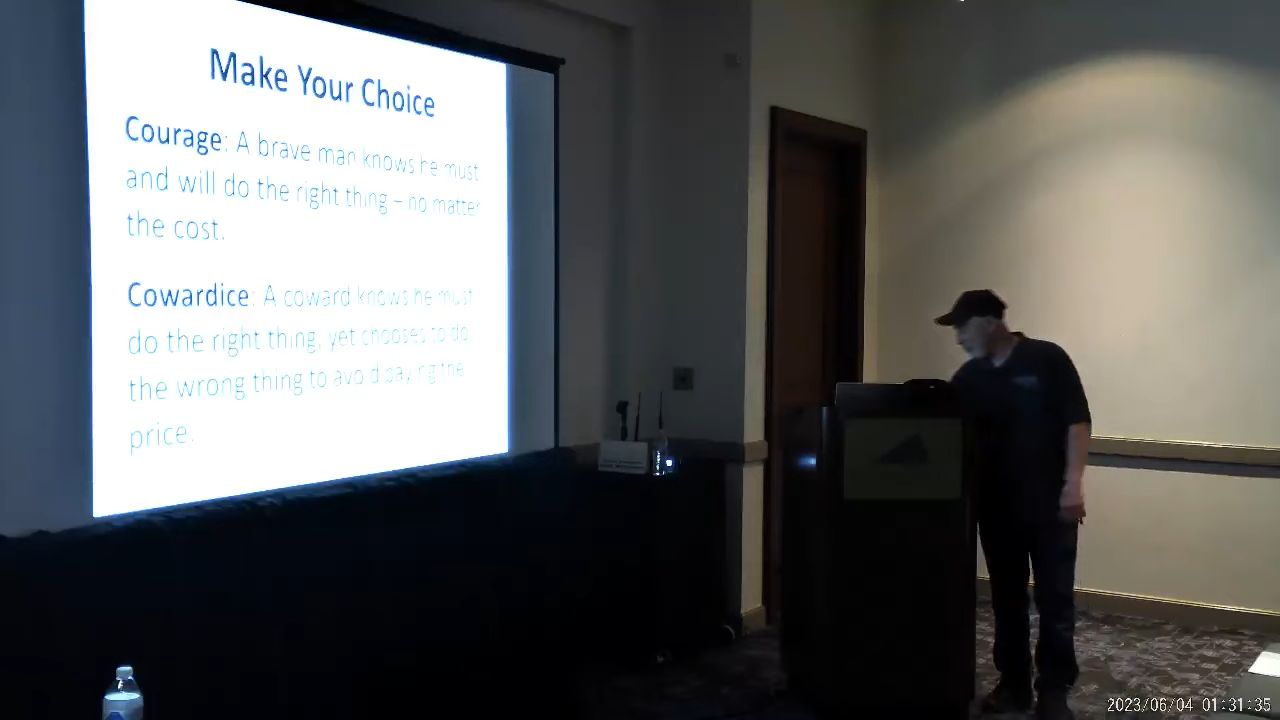 Make Your Choice
Courage: A brave man knows he must
and will do the right thing – no matter
the cost.
Cowardice: A coward knows he must
do the right thing, yet chooses to do
the wrong thing to avoid paying the
price.
2023/06/04 01:31:35